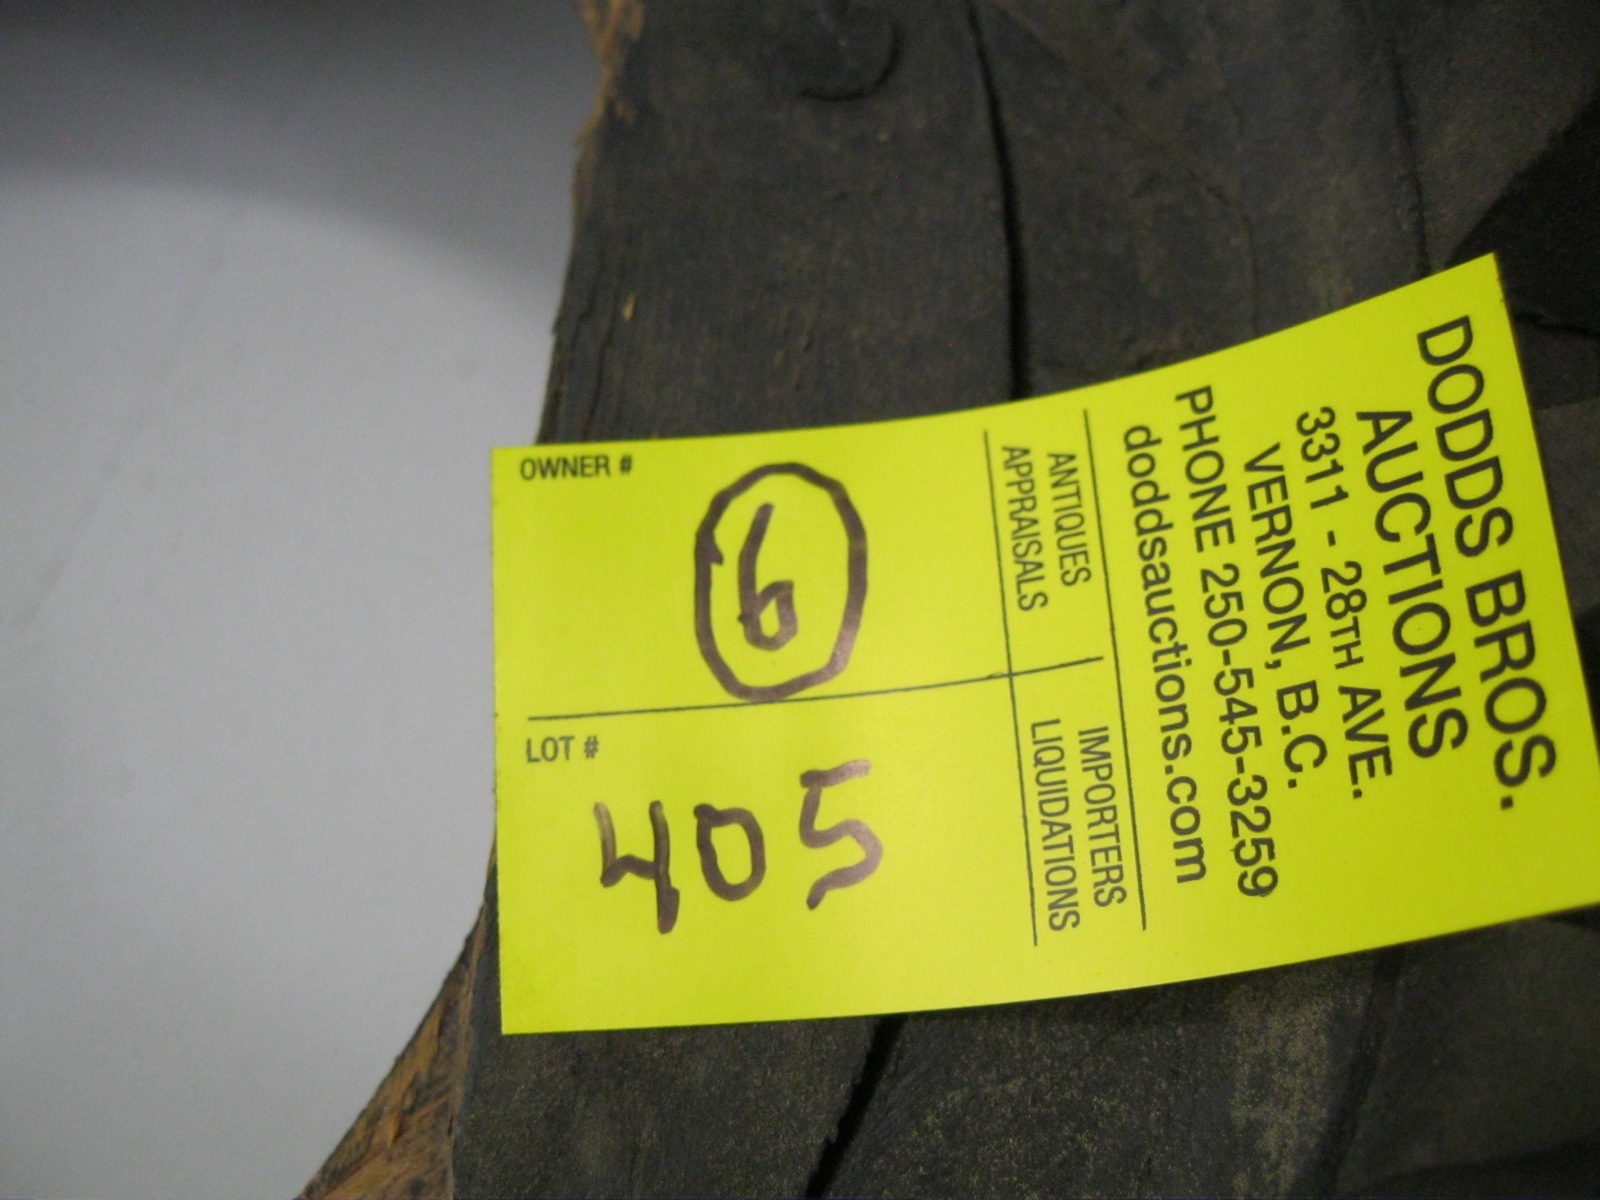 DODDS BROS.
AUCTIONS
3311 - 28TH AVE.
VERNON, B.C.
PHONE 250-545-3259
doddsauctions.com
ANTIQUES
APPRAISALS
IMPORTERS
LIQUIDATIONS
OWNER #
6
LOT #
405